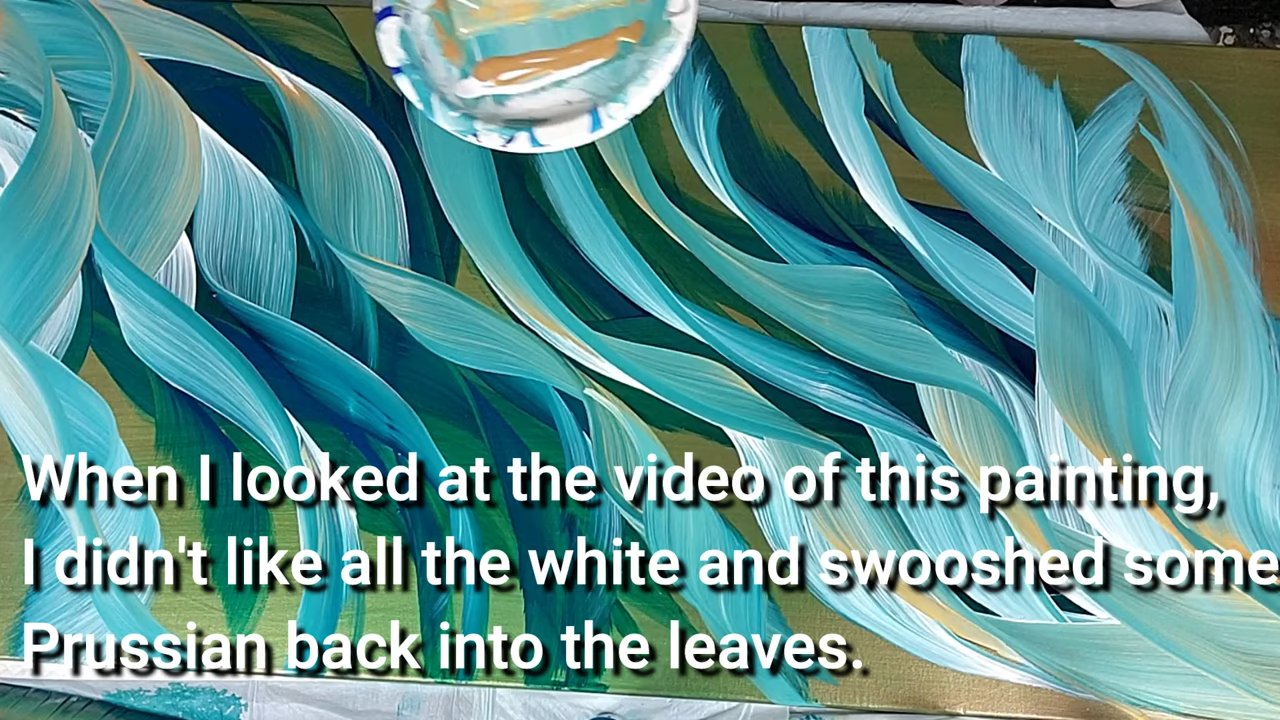 When I looked at the video of this painting,
I didn't like all the white and swooshed some
Prussian back into the leaves.